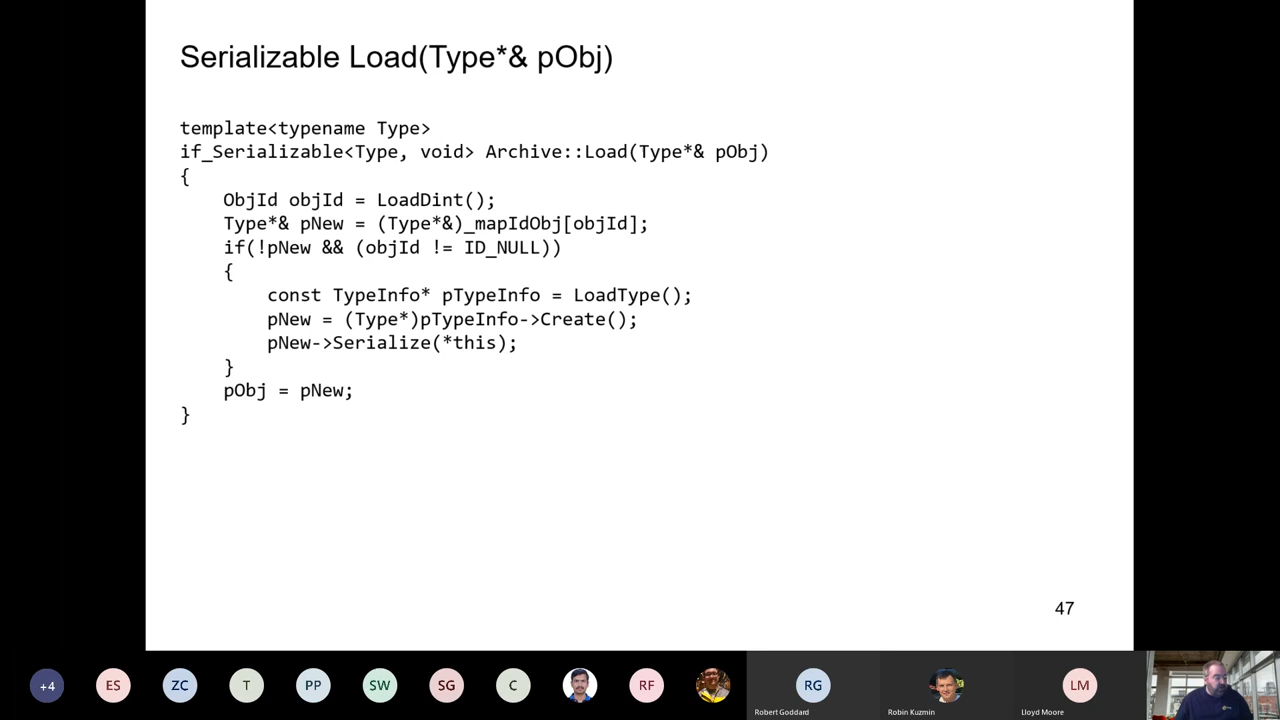 Serializable Load(Type*& pObj)
template<typename Type>
if_Serializable<Type, void> Archive::Load(Type*& pObj)
{
    ObjId objId = LoadDint();
    Type*& pNew = (Type*&)_mapIdObj[objId];
    if(!pNew && (objId != ID_NULL))
    {
        const TypeInfo* pTypeInfo = LoadType();
        pNew = (Type*)pTypeInfo->Create();
        pNew->Serialize(*this);
    }
    pObj = pNew;
}
47
+4 ES ZC T PP SW SG C RF RG LM
Robert Goddard Robin Kuzmin Lloyd Moore